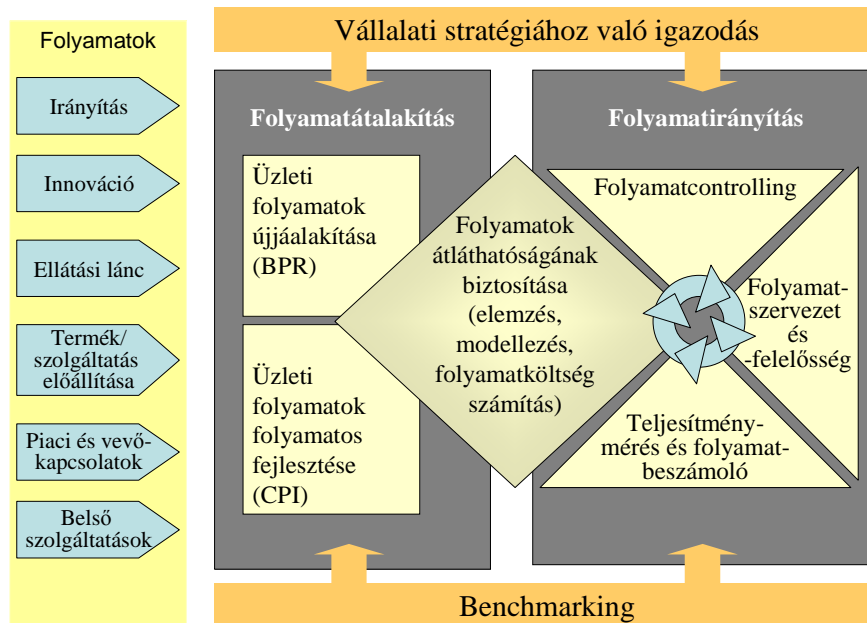 Folyamatok
Irányítás
Innováció
Ellátási lánc
Termék/
szolgáltatás
előállítása
Piaci és vevő-
kapcsolatok
Belső
szolgáltatások
Vállalati stratégiához való igazodás
Folyamatátalakítás
Üzleti
folyamatok
újjáalakítása
(BPR)
Üzleti
folyamatok
folyamatos
fejlesztése
(CPI)
Folyamatok
átláthatóságának
biztosítása
(elemzés,
modellezés,
folyamatköltség
számítás)
Folyamatirányítás
Folyamatcontrolling
Folyamat-
szervezet
és
-felelősség
Teljesítmény-
mérés és folyamat-
beszámoló
Benchmarking